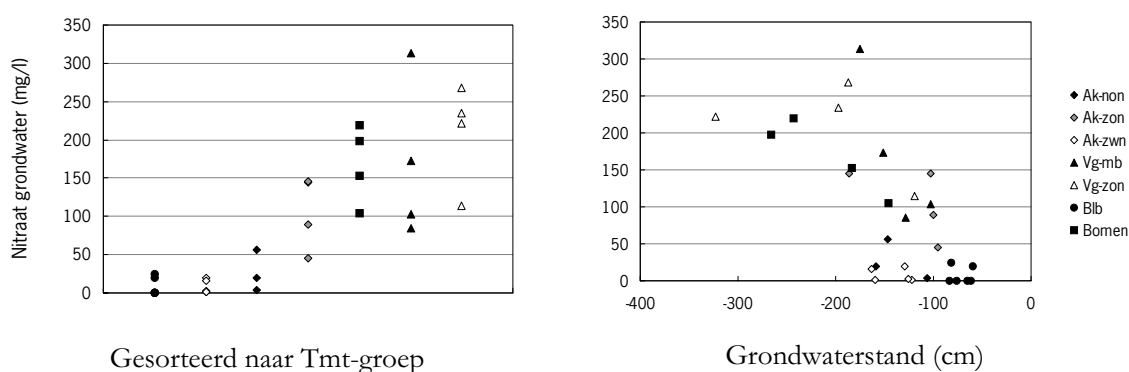 Nitraat grondwater (mg/l)
350
300
250
200
150
100
50
0
Gesorteerd naar Tmt-groep
350
300
250
200
150
100
50
0
-400 -300 -200 -100 0
Grondwaterstand (cm)
Ak-non
Ak-zon
Ak-zwn
Vg-mb
Vg-zon
Blb
Bomen